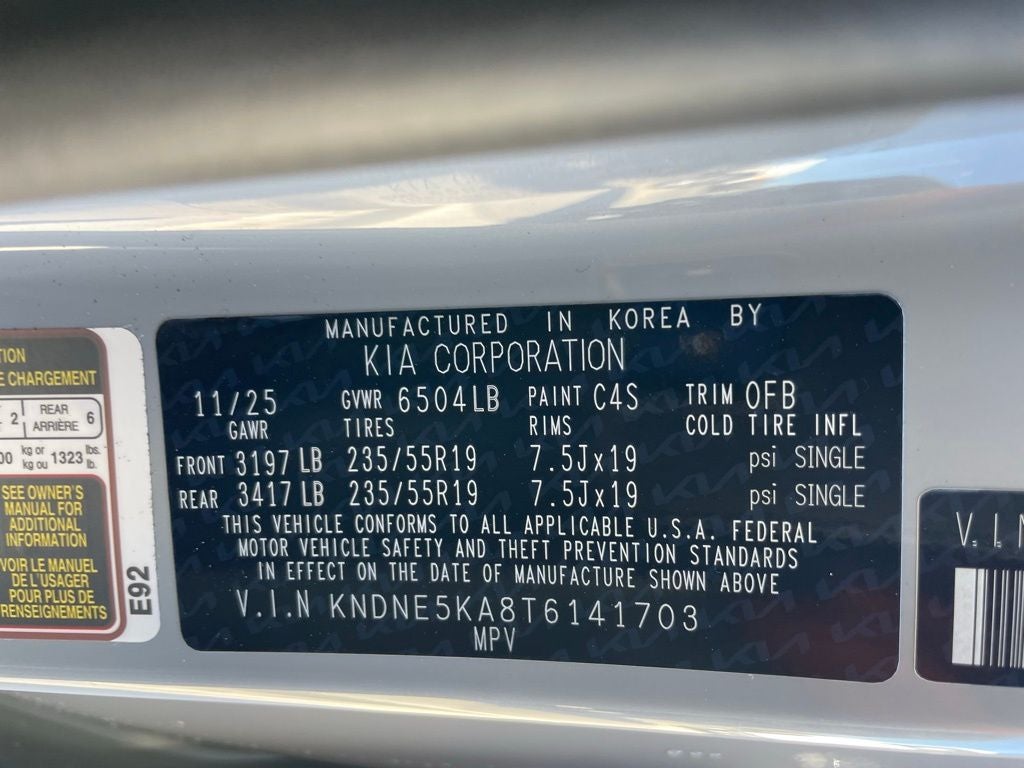 MANUFACTURED IN KOREA BY
KIA CORPORATION
11/25 GVWR 6504LB PAINT C4S TRIM OFB
GAWR TIRES RIMS COLD TIRE INFL
FRONT 3197 LB 235/55R19 7.5Jx19 psi SINGLE
REAR 3417 LB 235/55R19 7.5Jx19 psi SINGLE
THIS VEHICLE CONFORMS TO ALL APPLICABLE U.S.A. FEDERAL
MOTOR VEHICLE SAFETY AND THEFT PREVENTION STANDARDS
IN EFFECT ON THE DATE OF MANUFACTURE SHOWN ABOVE
V.I.N KNDNE5KA8T6141703
MPV
TION
E CHARGEMENT
2 REAR ARRIÈRE 6
00 kg or kg ou 1323 lbs. lb.
SEE OWNER'S
MANUAL FOR
ADDITIONAL
INFORMATION
VOIR LE MANUEL
DE L'USAGER
POUR PLUS DE
RENSEIGNEMENTS
E92
V.I.N